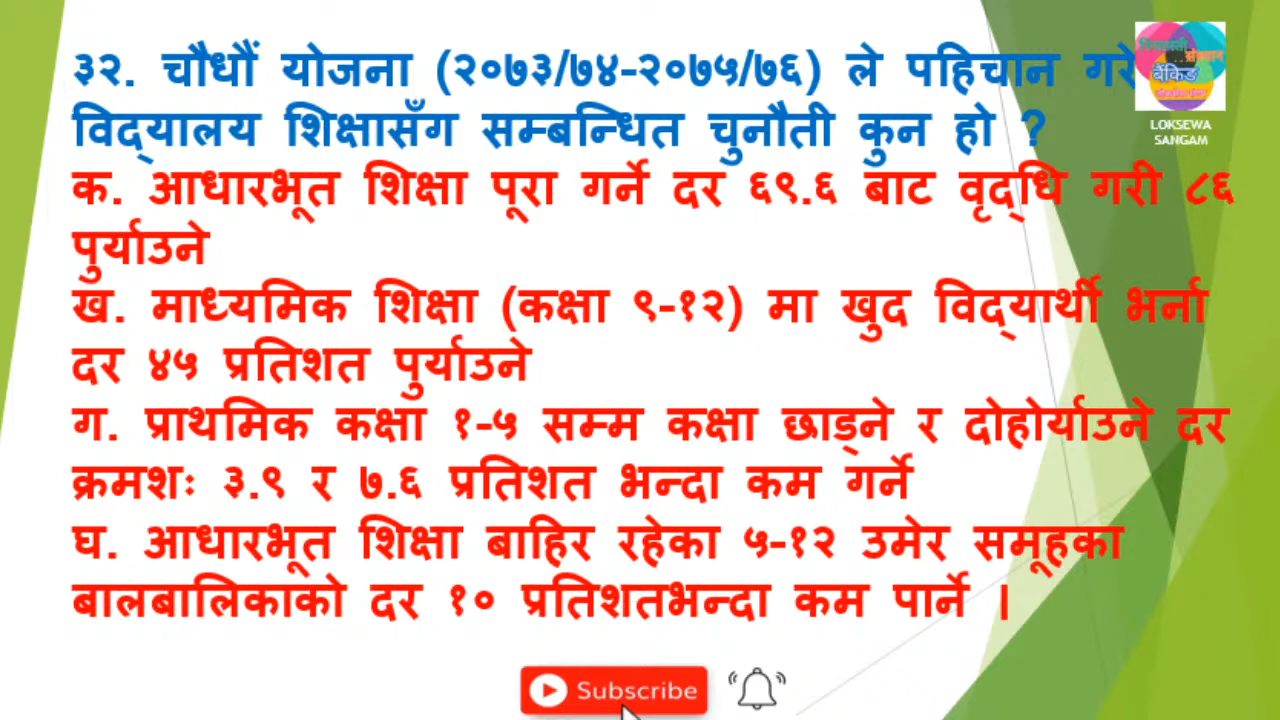 ३२. चौधौं योजना (२०७३/७४-२०७५/७६) ले पहिचान गरे
विद्यालय शिक्षासँग सम्बन्धित चुनौती कुन हो ?
क. आधारभूत शिक्षा पूरा गर्ने दर ६९.६ बाट वृद्धि गरी ८६
पुर्याउने
ख. माध्यमिक शिक्षा (कक्षा ९-१२) मा खुद विद्यार्थी भर्ना
दर ४५ प्रतिशत पुर्याउने
ग. प्राथमिक कक्षा १-५ सम्म कक्षा छाड्ने र दोहोर्याउने दर
क्रमशः ३.९ र ७.६ प्रतिशत भन्दा कम गर्ने
घ. आधारभूत शिक्षा बाहिर रहेका ५-१२ उमेर समूहका
बालबालिकाको दर १० प्रतिशतभन्दा कम पार्ने ।
बैंकिङ
LOKSEWA
SANGAM
Subscribe